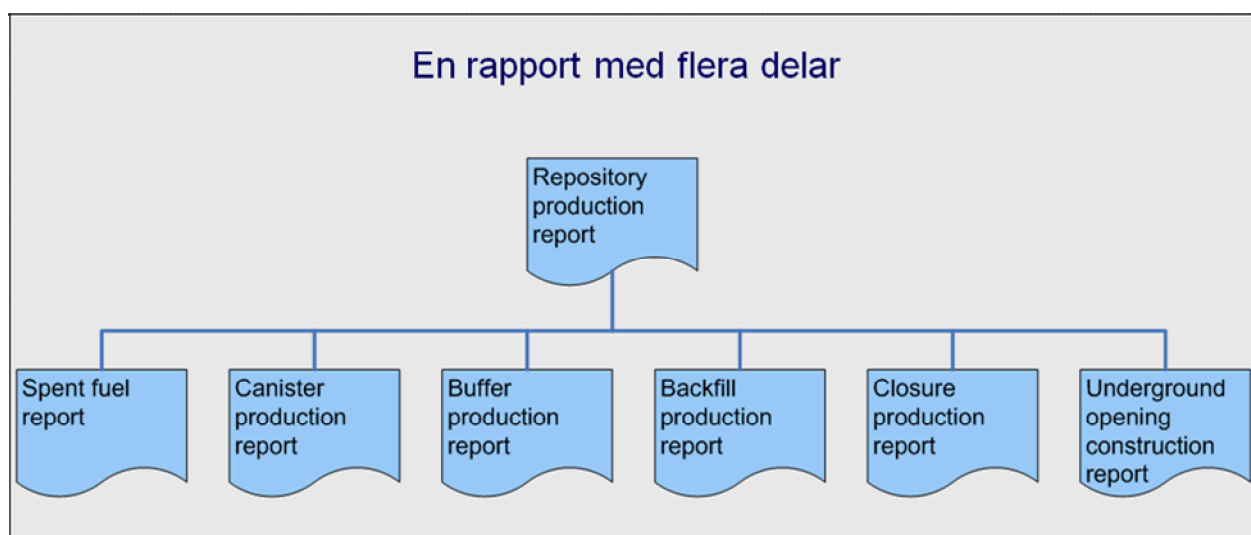 En rapport med flera delar
Repository
production
report
Spent fuel
report
Canister
production
report
Buffer
production
report
Backfill
production
report
Closure
production
report
Underground
opening
construction
report